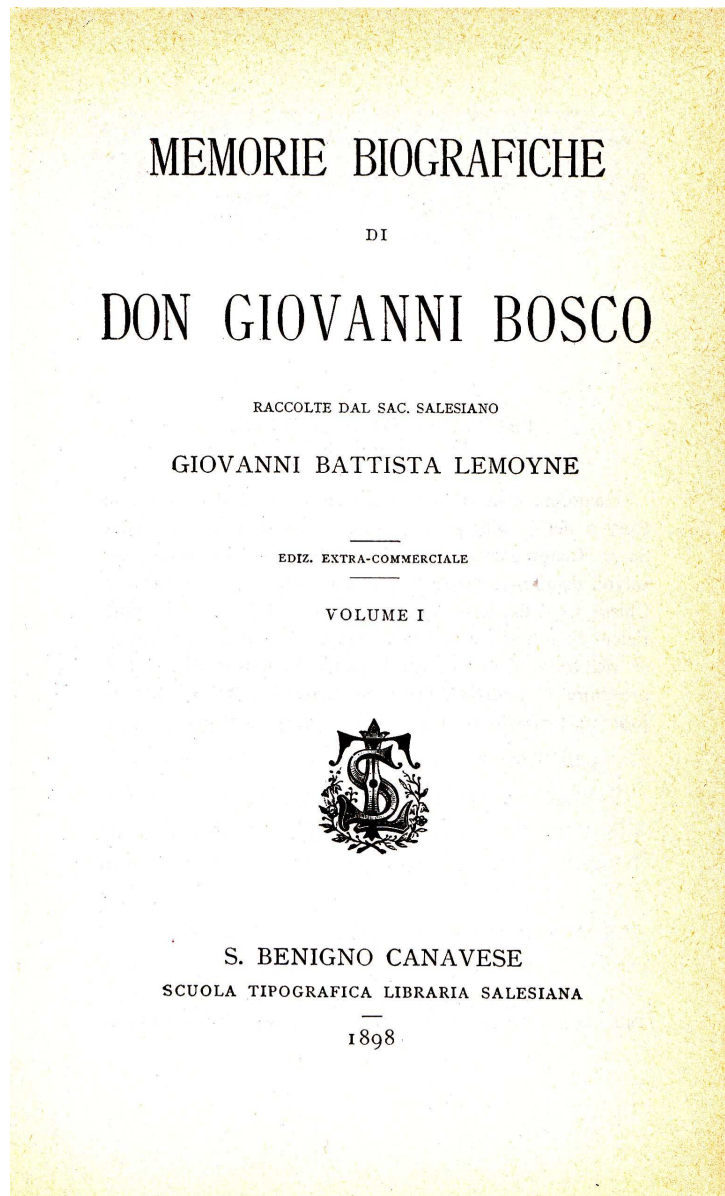 MEMORIE BIOGRAFICHE
DI
DON GIOVANNI BOSCO
RACCOLTE DAL SAC. SALESIANO
GIOVANNI BATTISTA LEMOYNE
EDIZ. EXTRA-COMMERCIALE
VOLUME I
S. BENIGNO CANAVESE
SCUOLA TIPOGRAFICA LIBRARIA SALESIANA
1898